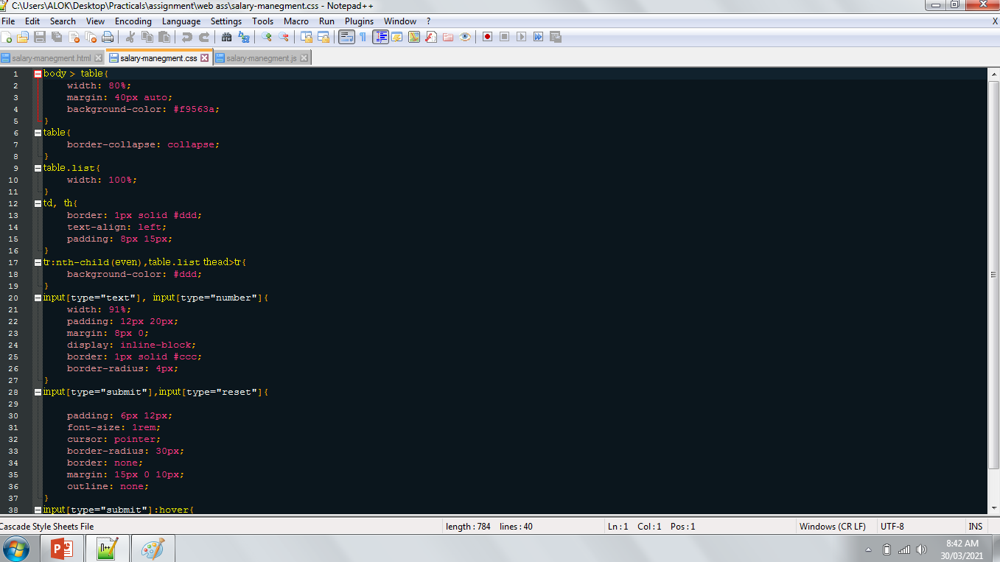 C:\Users\ALOK\Desktop\Practicals\assignment\web ass\salary-manegment.css - Notepad++
File Edit Search View Encoding Language Settings Tools Macro Run Plugins Window ? X
salary-manegment.html salary-manegment.css salary-manegment.js
1 body > table{
2 width: 80%;
3 margin: 40px auto;
4 background-color: #f9563a;
5 }
6 table{
7 border-collapse: collapse;
8 }
9 table.list{
10 width: 100%;
11 }
12 td, th{
13 border: 1px solid #ddd;
14 text-align: left;
15 padding: 8px 15px;
16 }
17 tr:nth-child(even),table.list thead>tr{
18 background-color: #ddd;
19 }
20 input[type="text"], input[type="number"]{
21 width: 91%;
22 padding: 12px 20px;
23 margin: 8px 0;
24 display: inline-block;
25 border: 1px solid #ccc;
26 border-radius: 4px;
27 }
28 input[type="submit"],input[type="reset"]{
29
30 padding: 6px 12px;
31 font-size: 1rem;
32 cursor: pointer;
33 border-radius: 30px;
34 border: none;
35 margin: 15px 0 10px;
36 outline: none;
37 }
38 input[type="submit"]:hover{
Cascade Style Sheets File length : 784 lines : 40 Ln : 1 Col : 1 Pos : 1 Windows (CR LF) UTF-8 INS
8:42 AM
30/03/2021